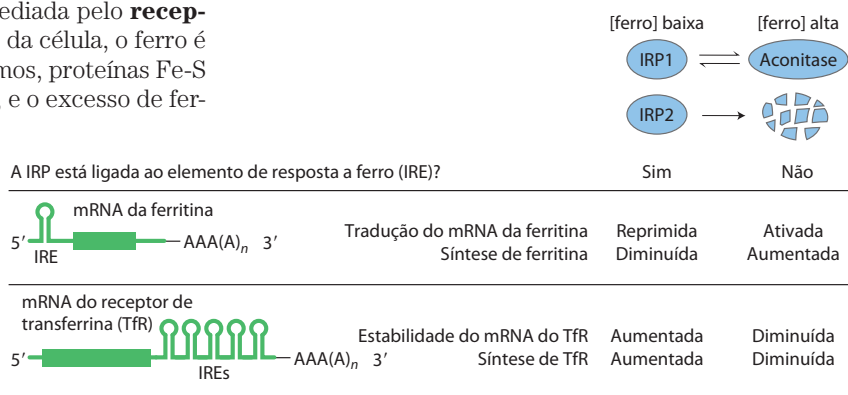 ediada pelo recep-
da célula, o ferro é
mos, proteínas Fe-S
, e o excesso de fer-
[ferro] baixa [ferro] alta
IRP1 Aconitase
IRP2
A IRP está ligada ao elemento de resposta a ferro (IRE)? Sim Não
mRNA da ferritina
5′ IRE AAA(A)n 3′
Tradução do mRNA da ferritina Reprimida Ativada
Síntese de ferritina Diminuída Aumentada
mRNA do receptor de
transferrina (TfR)
5′ IREs AAA(A)n 3′
Estabilidade do mRNA do TfR Aumentada Diminuída
Síntese de TfR Aumentada Diminuída